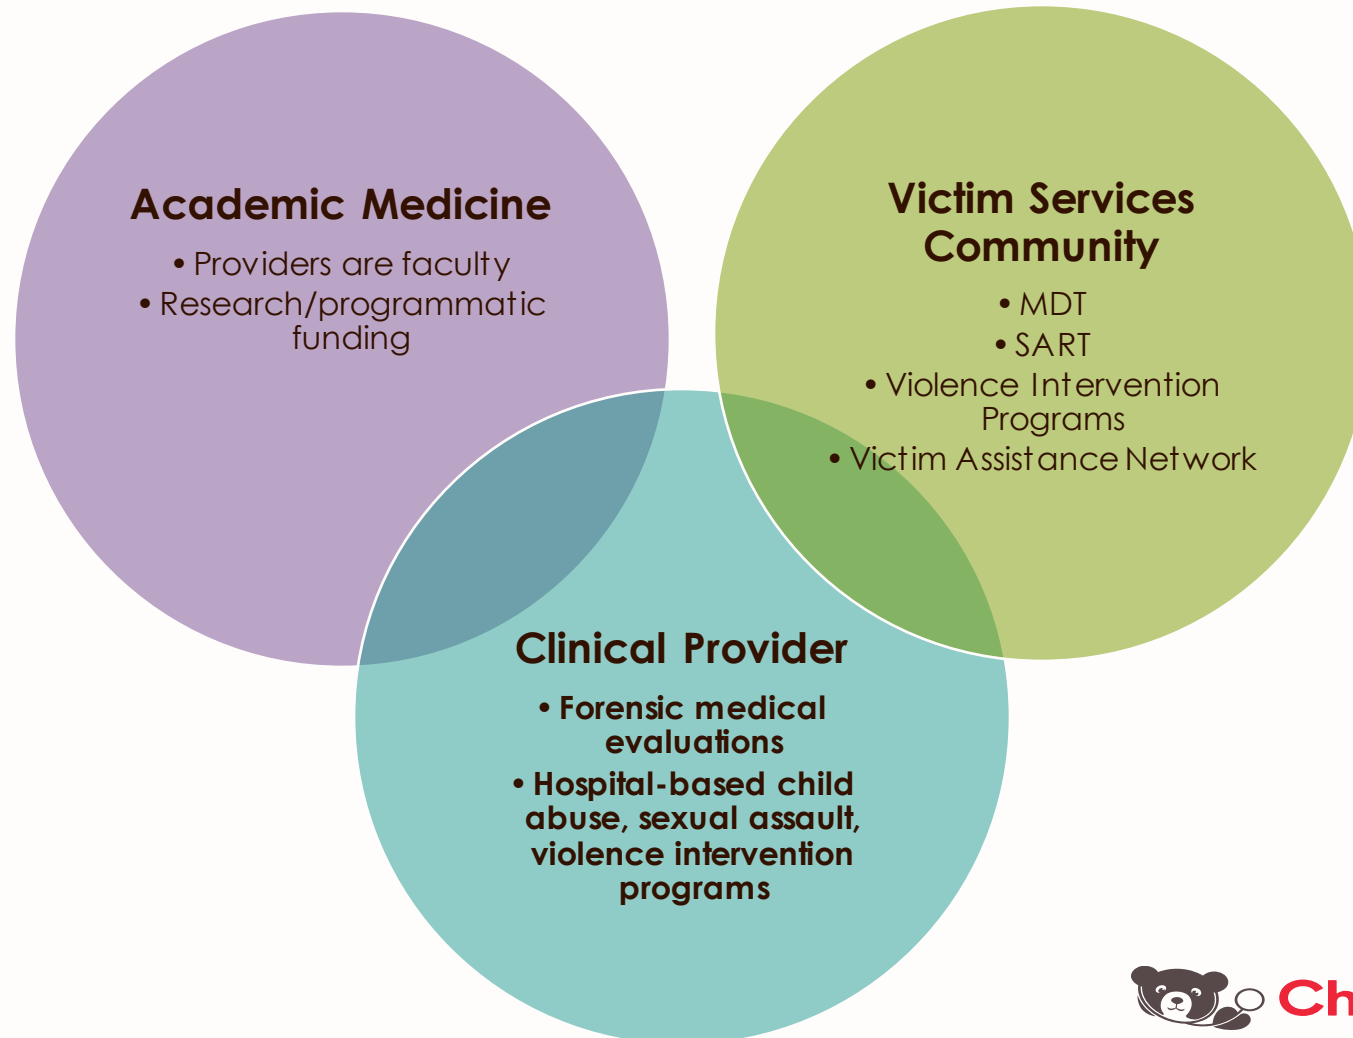 Academic Medicine
• Providers are faculty
• Research/programmatic
funding
Victim Services
Community
• MDT
• SART
• Violence Intervention
Programs
• Victim Assistance Network
Clinical Provider
• Forensic medical
evaluations
• Hospital-based child
abuse, sexual assault,
violence intervention
programs
Ch